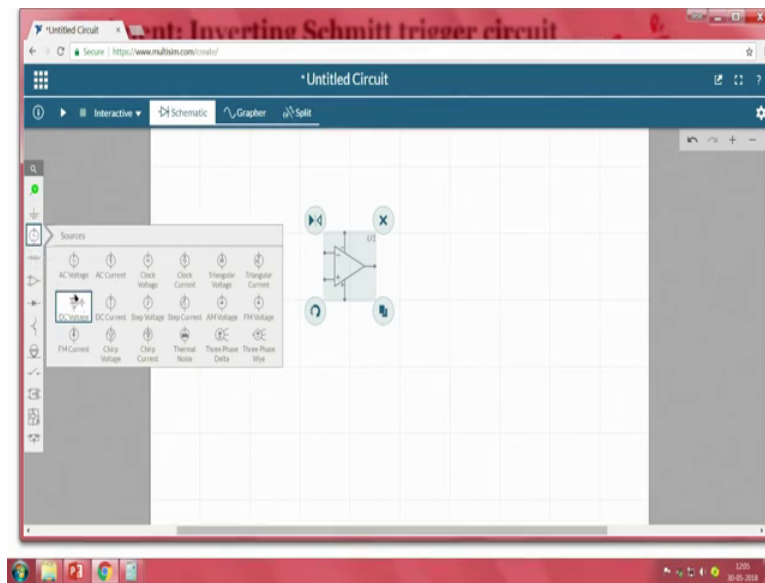 nt: Inverting Schmitt trigger circuit
*Untitled Circuit
Secure | https://www.multisim.com/create/
*Untitled Circuit
Interactive Schematic Grapher Split
U1
Sources
AC Voltage AC Current Clock Voltage Clock Current Triangular Voltage Triangular Current
DC Voltage DC Current Step Voltage Step Current AM Voltage FM Voltage
FM Current Chirp Voltage Chirp Current Thermal Noise Three Phase Delta Three Phase Wye
1205
30-05-2018